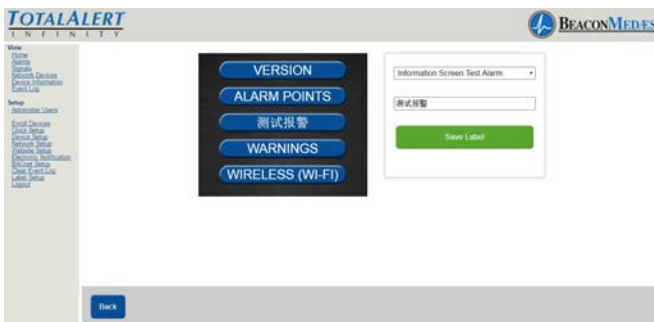 TOTALALERT
INFINITY
BEACONMEDÆS
View
Home
Alarms
Signals
Network Devices
Device Information
Event Log
Setup
Administer Users
Enroll Devices
Clock Setup
Device Setup
Network Setup
Website Setup
Electronic Notification
BACnet Setup
Clear Event Log
Label Setup
Logout
VERSION
ALARM POINTS
测试报警
WARNINGS
WIRELESS (WI-FI)
Information Screen Test Alarm
测试报警
Save Label
Back